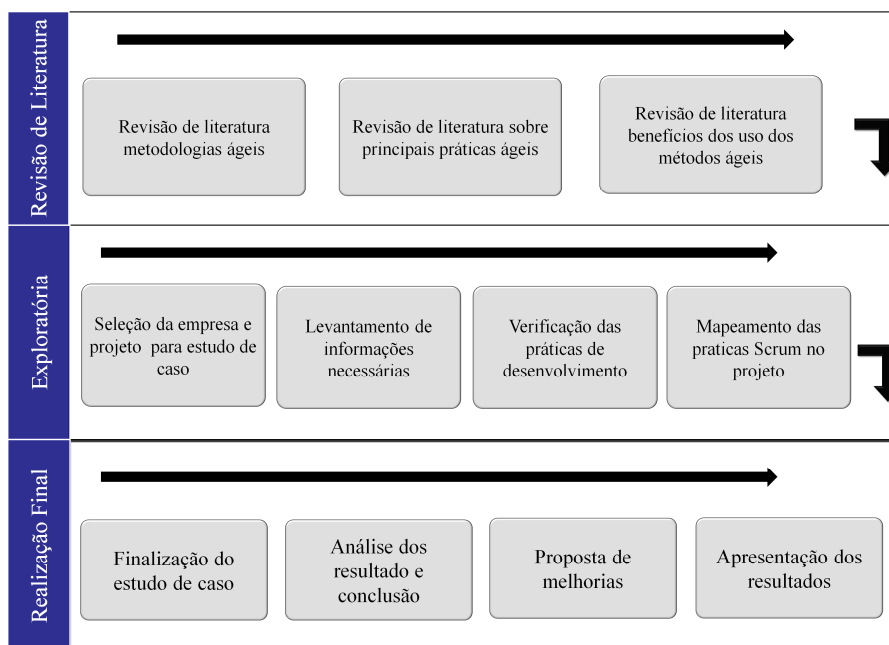 Revisão de Literatura
Revisão de literatura
metodologias ágeis
Revisão de literatura sobre
principais práticas ágeis
Revisão de literatura
benefícios dos uso dos
métodos ágeis
Exploratória
Seleção da empresa e
projeto para estudo de
caso
Levantamento de
informações
necessárias
Verificação das
práticas de
desenvolvimento
Mapeamento das
praticas Scrum no
projeto
Realização Final
Finalização do
estudo de caso
Análise dos
resultado e
conclusão
Proposta de
melhorias
Apresentação dos
resultados